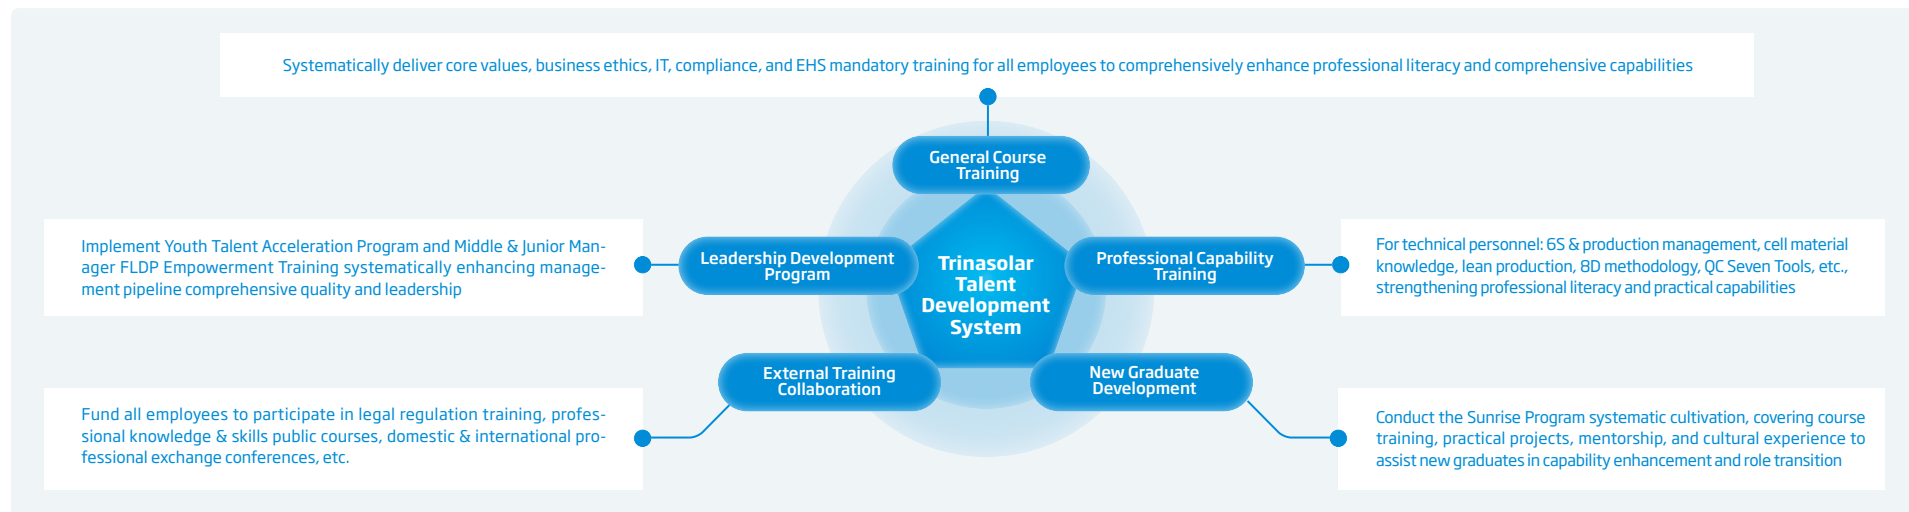 Systematically deliver core values, business ethics, IT, compliance, and EHS mandatory training for all employees to comprehensively enhance professional literacy and comprehensive capabilities
General Course
Training
Implement Youth Talent Acceleration Program and Middle & Junior Man-
ager FLDP Empowerment Training systematically enhancing manage-
ment pipeline comprehensive quality and leadership
Leadership Development
Program
Trinasolar
Talent
Development
System
Professional Capability
Training
For technical personnel: 6S & production management, cell material
knowledge, lean production, 8D methodology, QC Seven Tools, etc.,
strengthening professional literacy and practical capabilities
External Training
Collaboration
New Graduate
Development
Fund all employees to participate in legal regulation training, profes-
sional knowledge & skills public courses, domestic & international pro-
fessional exchange conferences, etc.
Conduct the Sunrise Program systematic cultivation, covering course
training, practical projects, mentorship, and cultural experience to
assist new graduates in capability enhancement and role transition